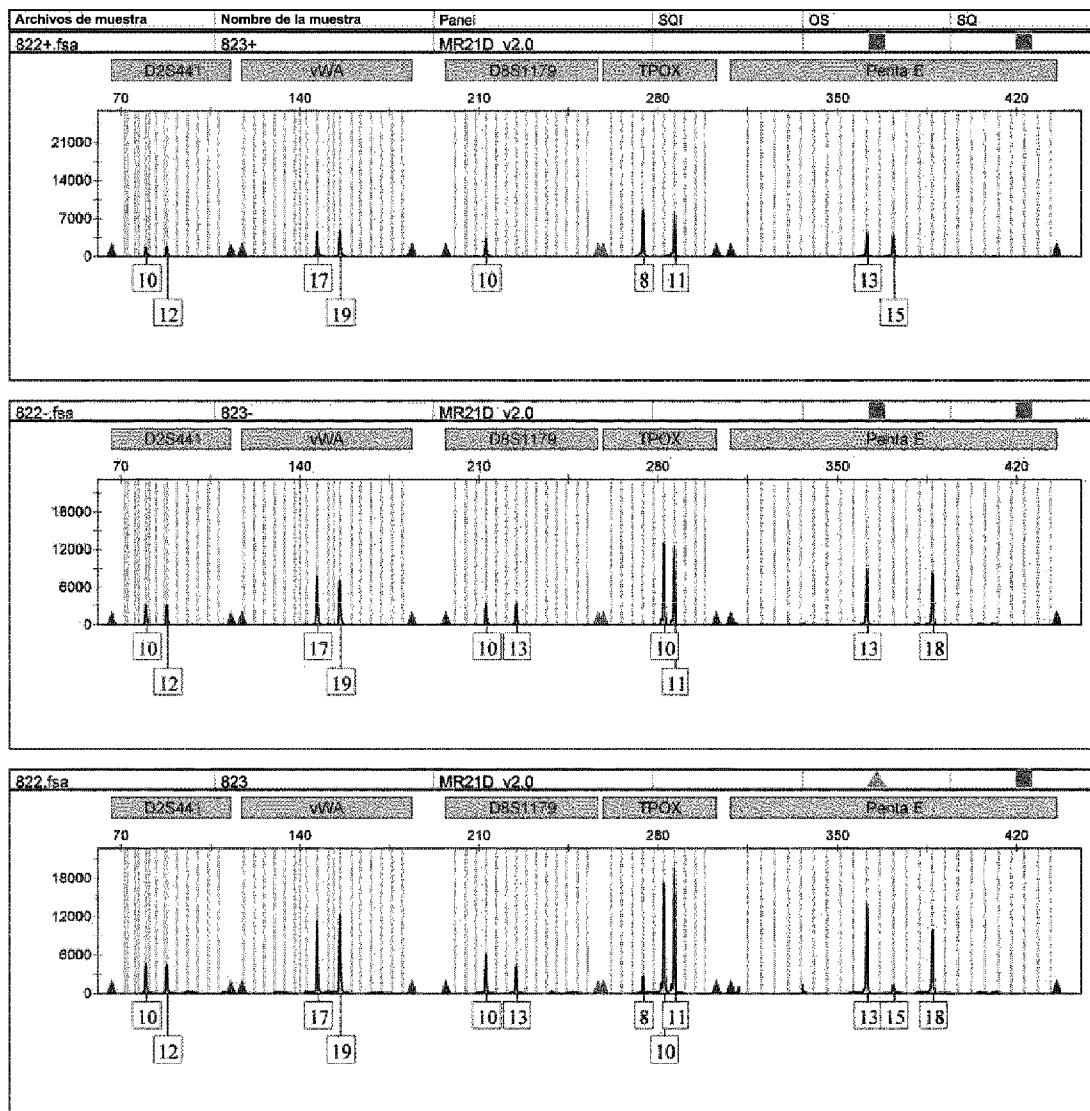 Archivos de muestra Nombre de la muestra Panel SQI OS SQ
822+.fsa 823+ MR21D_v2.0
D2S441 vWA D8S1179 TPOX Penta E
70 140 210 280 350 420
21000
14000
7000
0
10 17 10 8 11 13
12 19 15
822-.fsa 823- MR21D_v2.0
D2S441 vWA D8S1179 TPOX Penta E
70 140 210 280 350 420
18000
12000
6000
0
10 17 10 13 10 13 18
12 19 11
822.fsa 823 MR21D_v2.0
D2S441 vWA D8S1179 TPOX Penta E
70 140 210 280 350 420
18000
12000
6000
0
10 17 10 13 8 11 13 15 18
12 19 10